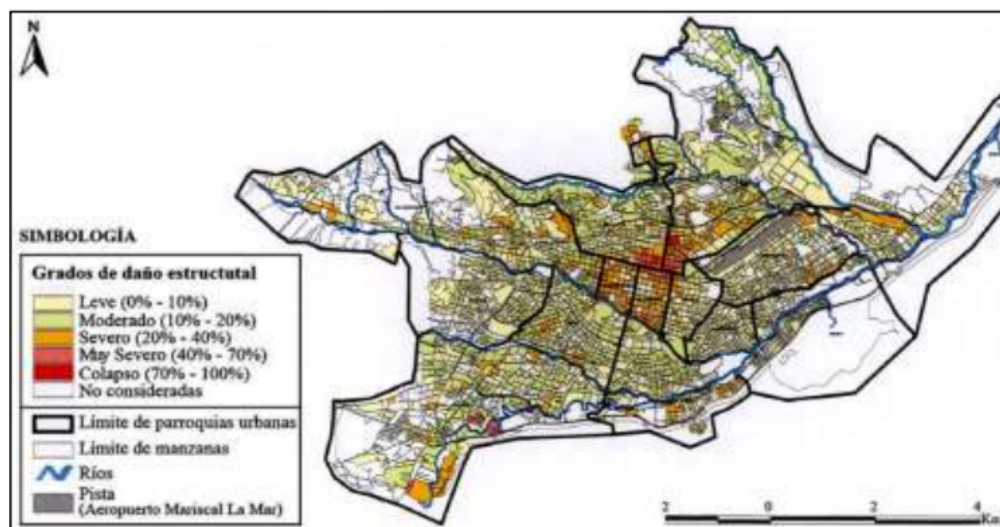 N
SIMBOLOGÍA
Grados de daño estructutal
Leve (0% - 10%)
Moderado (10% - 20%)
Severo (20% - 40%)
Muy Severo (40% - 70%)
Colapso (70% - 100%)
No consideradas
Límite de parroquias urbanas
Límite de manzanas
Ríos
Pista
(Aeropuerto Mariscal La Mar)
2 0 2 4
Km